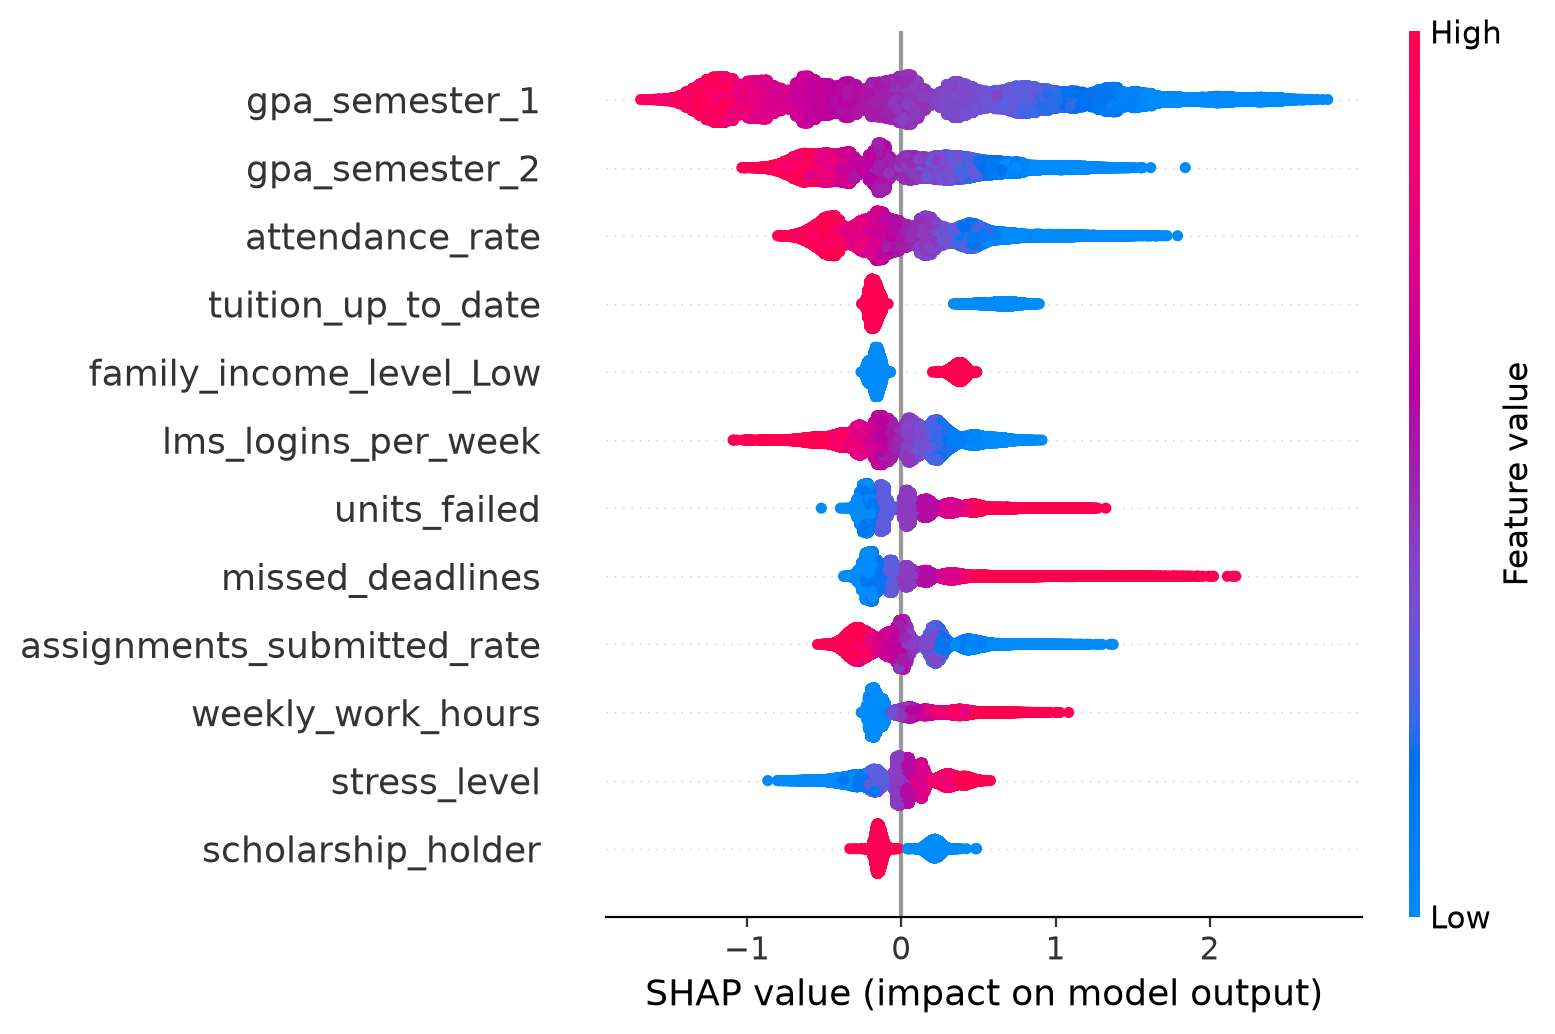 High
gpa_semester_1
gpa_semester_2
attendance_rate
tuition_up_to_date
family_income_level_Low
lms_logins_per_week
units_failed
missed_deadlines
assignments_submitted_rate
weekly_work_hours
stress_level
scholarship_holder
Feature value
Low
−1 0 1 2
SHAP value (impact on model output)